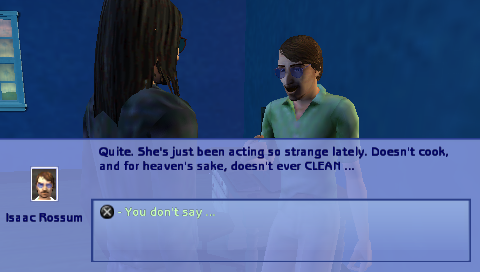 Quite. She's just been acting so strange lately. Doesn't cook,
and for heaven's sake, doesn't ever CLEAN ...
Isaac Rossum
- You don't say ...